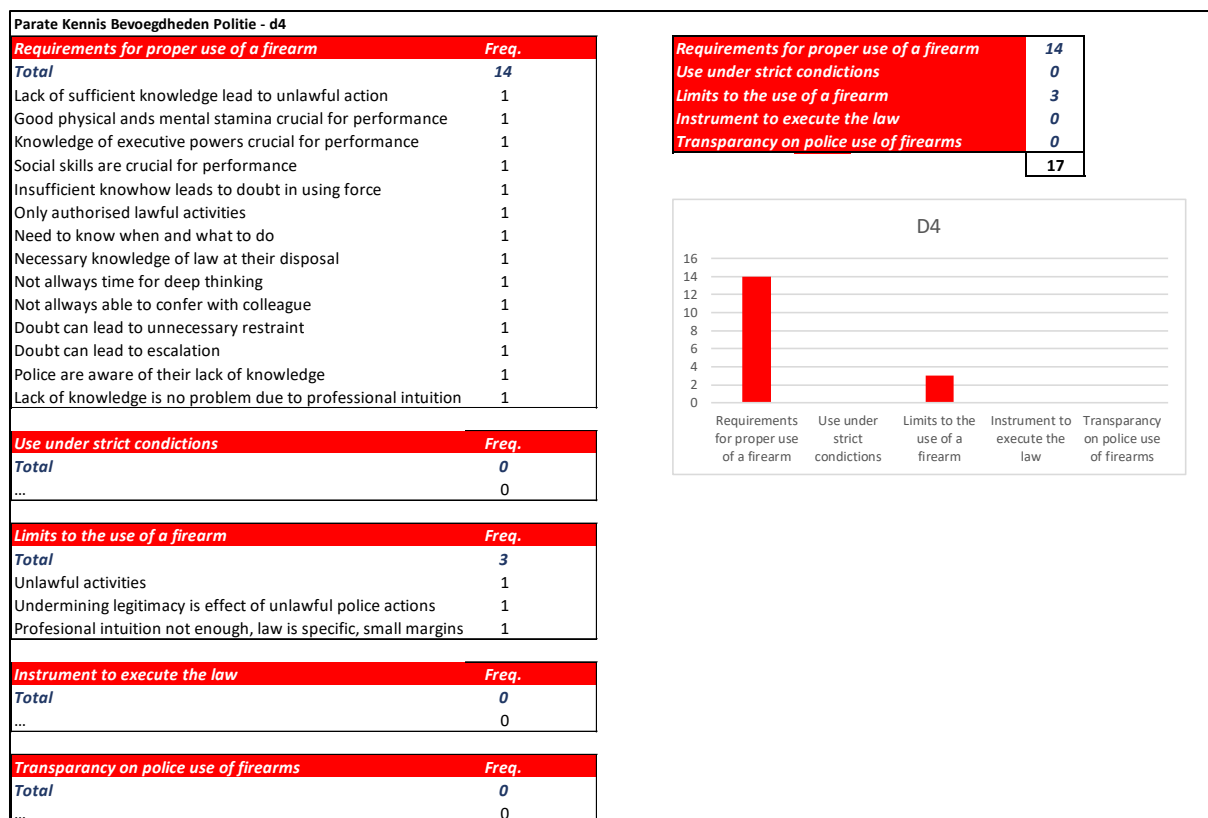 Parate Kennis Bevoegdheden Politie - d4
Requirements for proper use of a firearm Freq.
Total 14
Lack of sufficient knowledge lead to unlawful action 1
Good physical ands mental stamina crucial for performance 1
Knowledge of executive powers crucial for performance 1
Social skills are crucial for performance 1
Insufficient knowhow leads to doubt in using force 1
Only authorised lawful activities 1
Need to know when and what to do 1
Necessary knowledge of law at their disposal 1
Not allways time for deep thinking 1
Not allways able to confer with colleague 1
Doubt can lead to unnecessary restraint 1
Doubt can lead to escalation 1
Police are aware of their lack of knowledge 1
Lack of knowledge is no problem due to professional intuition 1
Use under strict condictions Freq.
Total 0
... 0
Limits to the use of a firearm Freq.
Total 3
Unlawful activities 1
Undermining legitimacy is effect of unlawful police actions 1
Profesional intuition not enough, law is specific, small margins 1
Instrument to execute the law Freq.
Total 0
... 0
Transparancy on police use of firearms Freq.
Total 0
... 0
Requirements for proper use of a firearm 14
Use under strict condictions 0
Limits to the use of a firearm 3
Instrument to execute the law 0
Transparancy on police use of firearms 0
17
D4
16
14
12
10
8
6
4
2
0
Requirements for proper use of a firearm
Use under strict condictions
Limits to the use of a firearm
Instrument to execute the law
Transparancy on police use of firearms